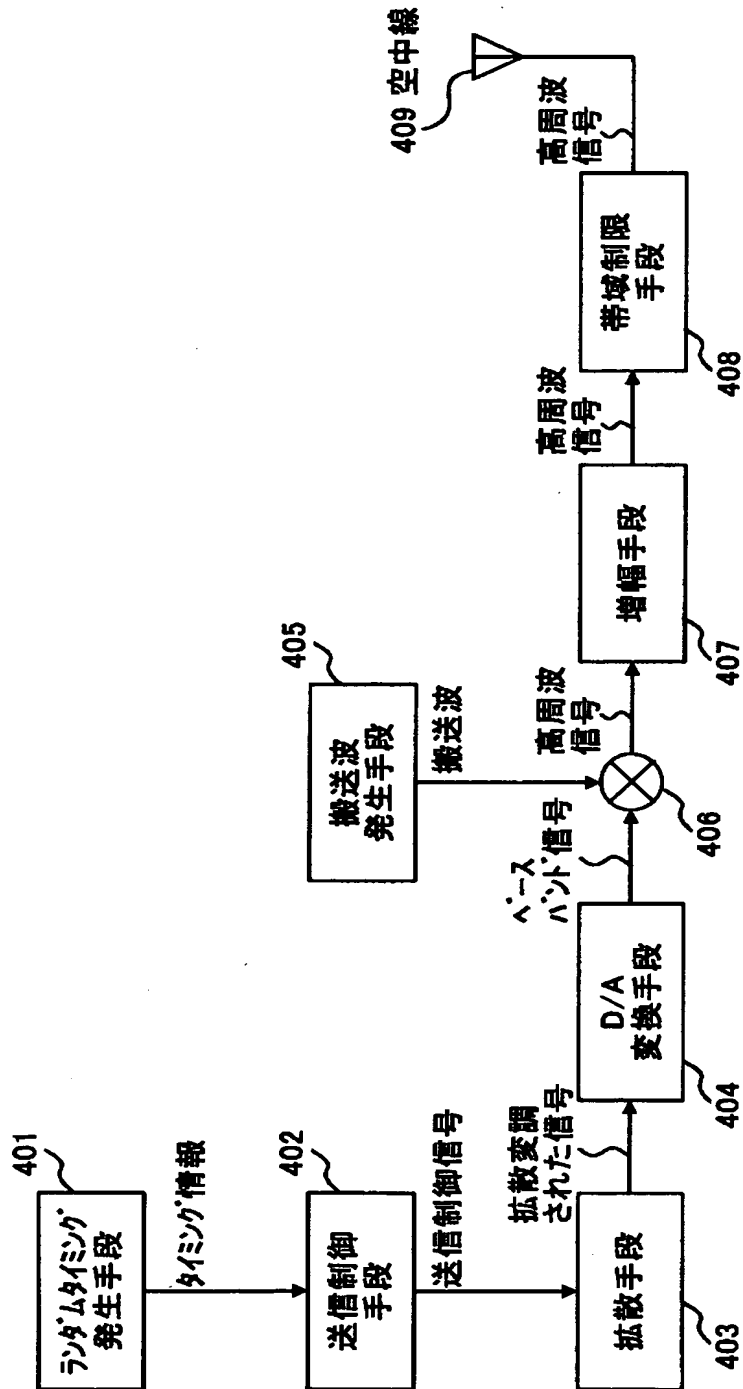 401
ランダムタイミング
発生手段
タイミング情報
402
送信制御
手段
送信制御信号
拡散手段
403
拡散変調
された信号
D/A
変換手段
404
ベース
バンド信号
405
搬送波
発生手段
搬送波
406
高周波
信号
増幅手段
407
高周波
信号
帯域制限
手段
408
高周波
信号
409 空中線